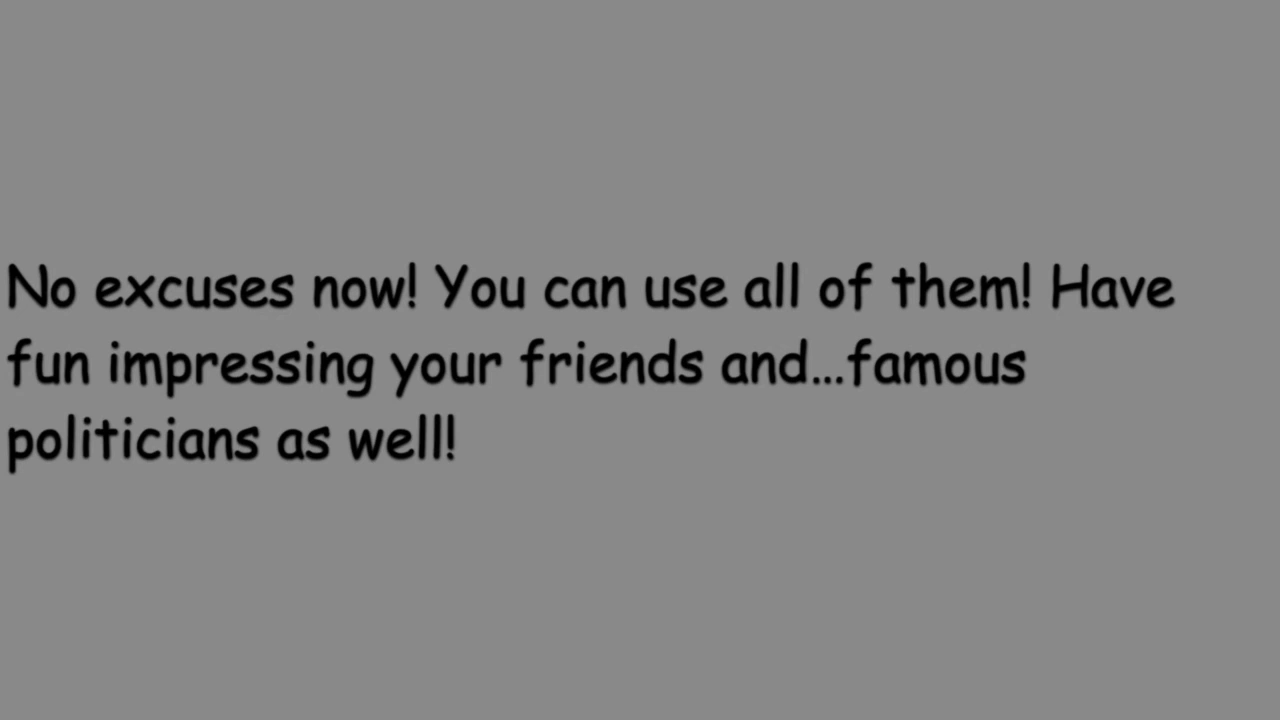 No excuses now! You can use all of them! Have
fun impressing your friends and...famous
politicians as well!